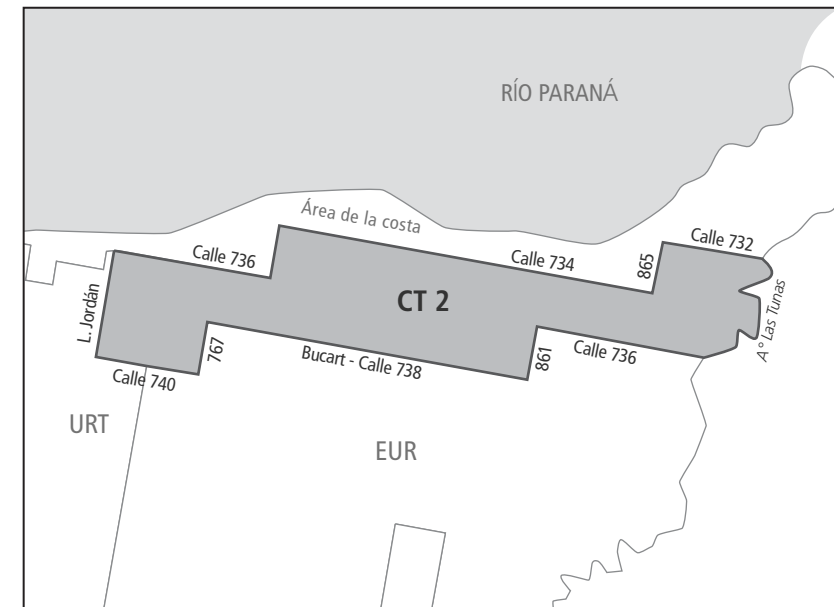 RÍO PARANÁ
Área de la costa
Calle 736
Calle 734
865
Calle 732
L. Jordán
CT 2
A° Las Tunas
767
Bucart - Calle 738
861
Calle 736
Calle 740
URT
EUR